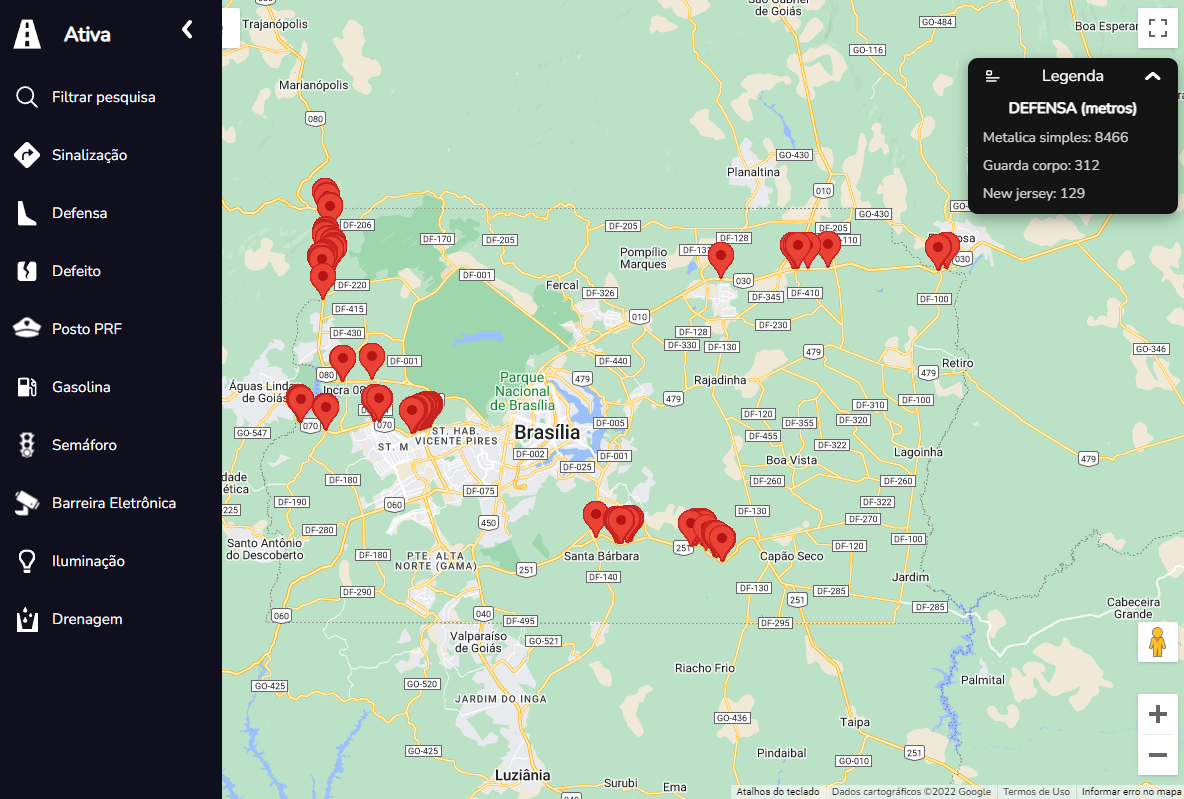 Ativa
Filtrar pesquisa
Sinalização
Defensa
Defeito
Posto PRF
Gasolina
Semáforo
Barreira Eletrônica
Iluminação
Drenagem
Legenda
DEFENSA (metros)
Metalica simples: 8466
Guarda corpo: 312
New jersey: 129
Trajanópolis
São Gabriel
de Goiás
GO-484
Boa Esperan
GO-116
Marianópolis
080
GO-430
Planaltina
010
GO-430
DF-206
DF-205
DF-205
DF-170
DF-205
DF-128
Pompílio
Marques
030
DF-001
DF-220
Fercal
DF-326
030
DF-345
DF-410
DF-100
DF-415
010
DF-430
DF-128
DF-230
DF-330
DF-130
479
GO-346
080
DF-001
DF-440
Retiro
479
Parque
Nacional
de Brasília
479
Rajadinha
Águas Linda
de Goiás
479
DF-100
DF-310
DF-120
DF-320
DF-355
DF-005
070
070
GO-547
ST. HAB.
VICENTE PIRES
Brasília
DF-455
DF-322
ST. M
DF-002
DF-001
DF-025
Boa Vista
Lagoinha
479
DF-180
DF-260
DF-260
DF-075
DF-190
060
DF-322
225
DF-130
DF-270
450
DF-280
Santo Antônio
do Descoberto
DF-180
PTE. ALTA
NORTE (GAMA)
251
Santa Bárbara
251
Capão Seco
DF-120
DF-100
DF-140
Jardim
DF-290
DF-130
DF-285
251
DF-285
Cabeceira
Grande
060
040
DF-495
DF-295
Valparaíso
de Goiás
GO-521
Riacho Frio
GO-425
GO-520
Palmital
JARDIM DO INGA
GO-436
Taipa
GO-425
Pindaibal
251
GO-010
Luziânia
Surubi
Ema
040
Atalhos do teclado
Dados cartográficos ©2022 Google
Termos de Uso
Informar erro no mapa